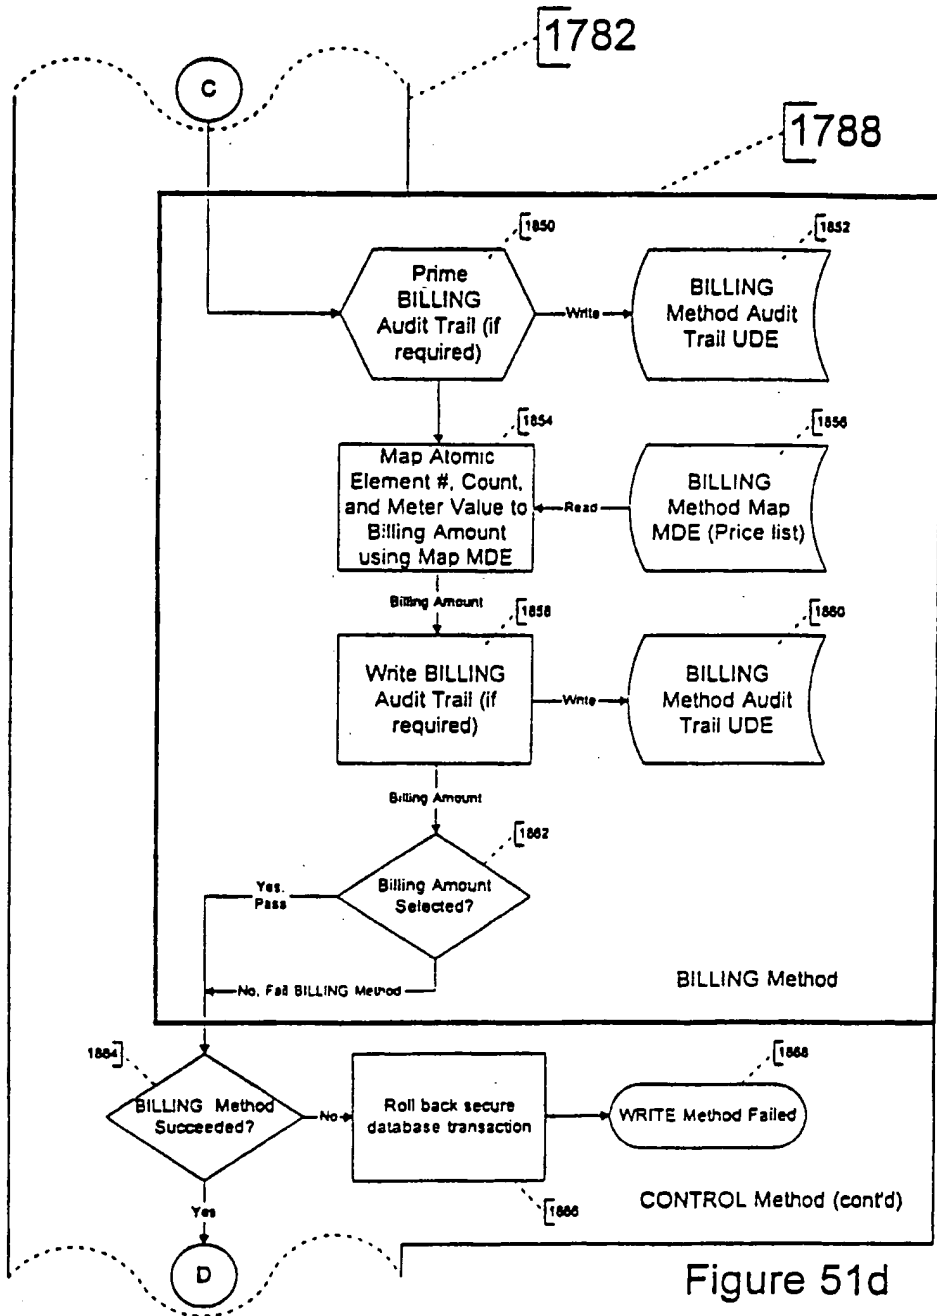 1782
C
1788
1850
Prime
BILLING
Audit Trail (if
required)
Write
1852
BILLING
Method Audit
Trail UDE
1854
Map Atomic
Element #, Count,
and Meter Value to
Billing Amount
using Map MDE
Read
1856
BILLING
Method Map
MDE (Price list)
Billing Amount
1858
Write BILLING
Audit Trail (if
required)
Write
1860
BILLING
Method Audit
Trail UDE
Billing Amount
1862
Billing Amount
Selected?
Yes,
Pass
No, Fail BILLING Method
BILLING Method
1864
BILLING Method
Succeeded?
No
Roll back secure
database transaction
1866
1868
WRITE Method Failed
CONTROL Method (cont'd)
Yes
D
Figure 51d